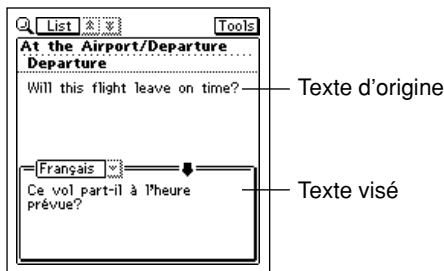 List Tools
At the Airport/Departure
Departure
Will this flight leave on time?
Texte d'origine
Français
Ce vol part-il à l'heure
prévue?
Texte visé